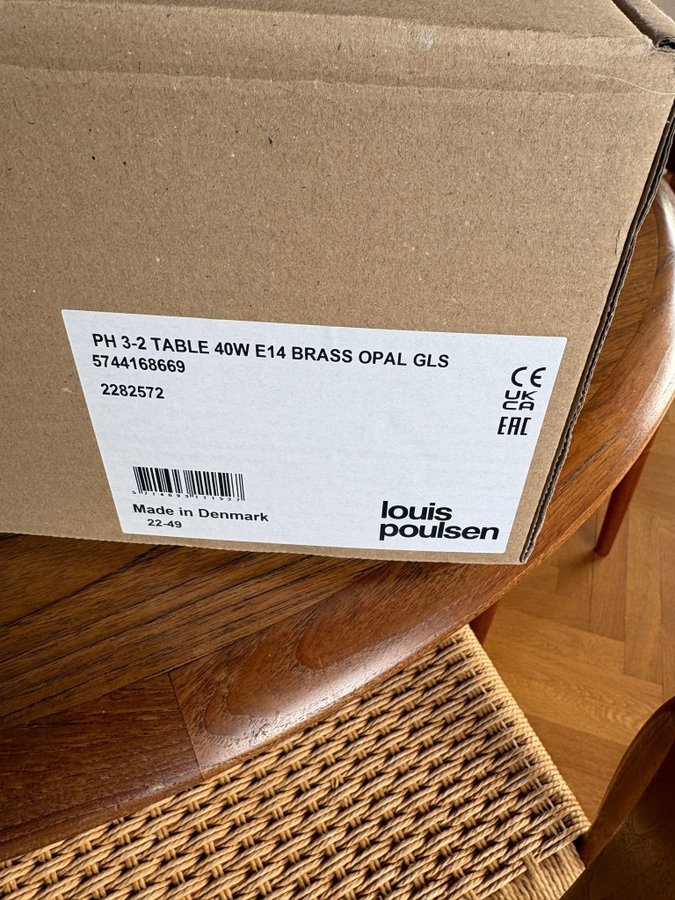 PH 3-2 TABLE 40W E14 BRASS OPAL GLS
5744168669
2282572
CE
UK
CA
EAC
5714693111527
Made in Denmark
22-49
louis
poulsen